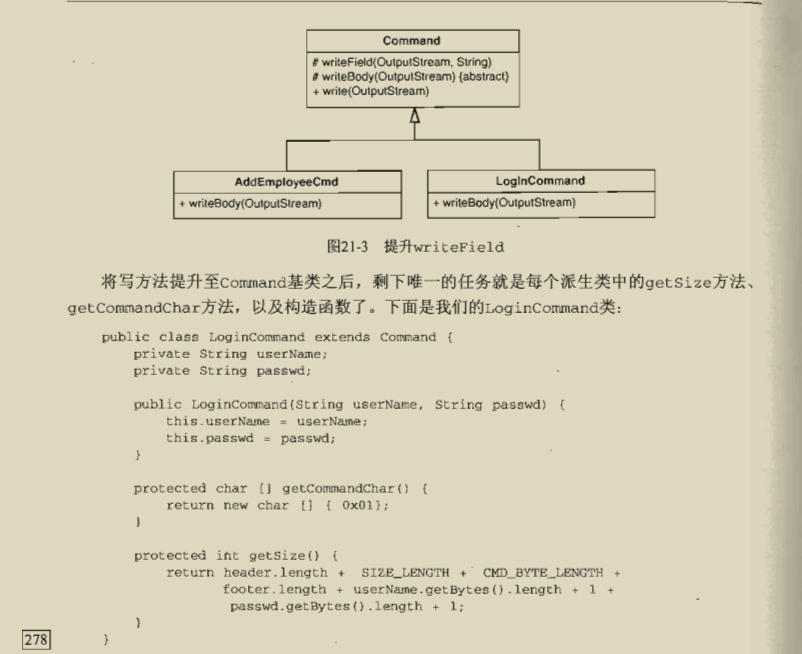 Command
# writeField(OutputStream, String)
# writeBody(OutputStream) {abstract}
+ write(OutputStream)
AddEmployeeCmd
+ writeBody(OutputStream)
LoginCommand
+ writeBody(OutputStream)
图21-3 提升writeField
将写方法提升至Command基类之后，剩下唯一的任务就是每个派生类中的getSize方法、
getCommandChar方法，以及构造函数了。下面是我们的LoginCommand类：
public class LoginCommand extends Command {
    private String userName;
    private String passwd;
    public LoginCommand(String userName, String passwd) {
        this.userName = userName;
        this.passwd = passwd;
    }
    protected char [] getCommandChar() {
        return new char [] { 0x01};
    }
    protected int getSize() {
        return header.length + SIZE_LENGTH + CMD_BYTE_LENGTH +
            footer.length + userName.getBytes().length + 1 +
            passwd.getBytes().length + 1;
    }
278 }